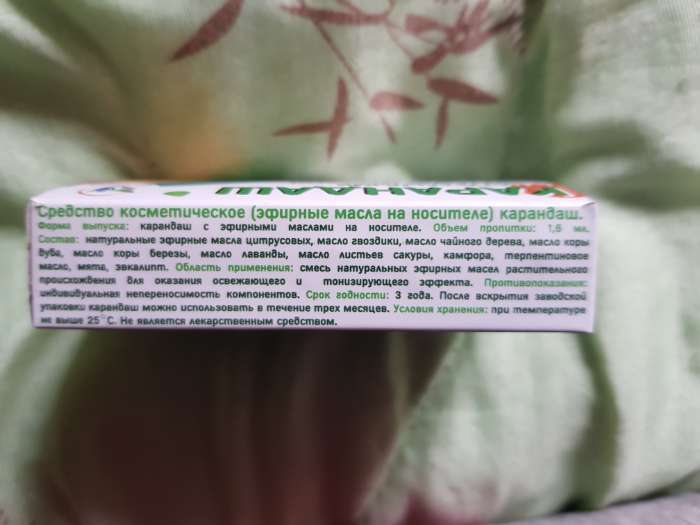 КАРАНДАШ
Средство косметическое (эфирные масла на носителе) карандаш.
Форма выпуска: карандаш с эфирными маслами на носителе. Объем пропитки: 1,6 мл.
Состав: натуральные эфирные масла цитрусовых, масло гвоздики, масло чайного дерева, масло коры
дуба, масло коры березы, масло лаванды, масло листьев сакуры, камфора, терпентиновое
масло, мята, эвкалипт. Область применения: смесь натуральных эфирных масел растительного
происхождения для оказания освежающего и тонизирующего эффекта. Противопоказания:
индивидуальная непереносимость компонентов. Срок годности: 3 года. После вскрытия заводской
упаковки карандаш можно использовать в течение трех месяцев. Условия хранения: при температуре
не выше 25°С. Не является лекарственным средством.